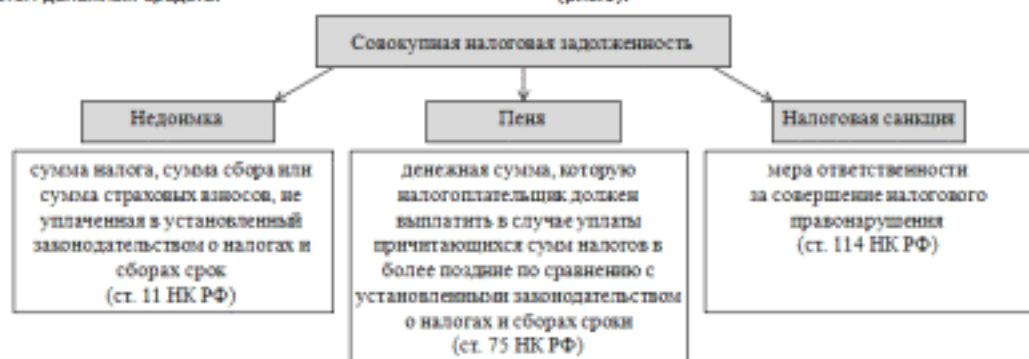 Совокупная налоговая задолженность
Недоимка
Пеня
Налоговая санкция
сумма налога, сумма сбора или
сумма страховых взносов, не
уплаченная в установленный
законодательством о налогах и
сборах срок
(ст. 11 НК РФ)
денежная сумма, которую
налогоплательщик должен
выплатить в случае уплаты
причитающихся сумм налогов в
более поздние по сравнению с
установленными законодательством
о налогах и сборах сроки
(ст. 75 НК РФ)
мера ответственности
за совершение налогового
правонарушения
(ст. 114 НК РФ)